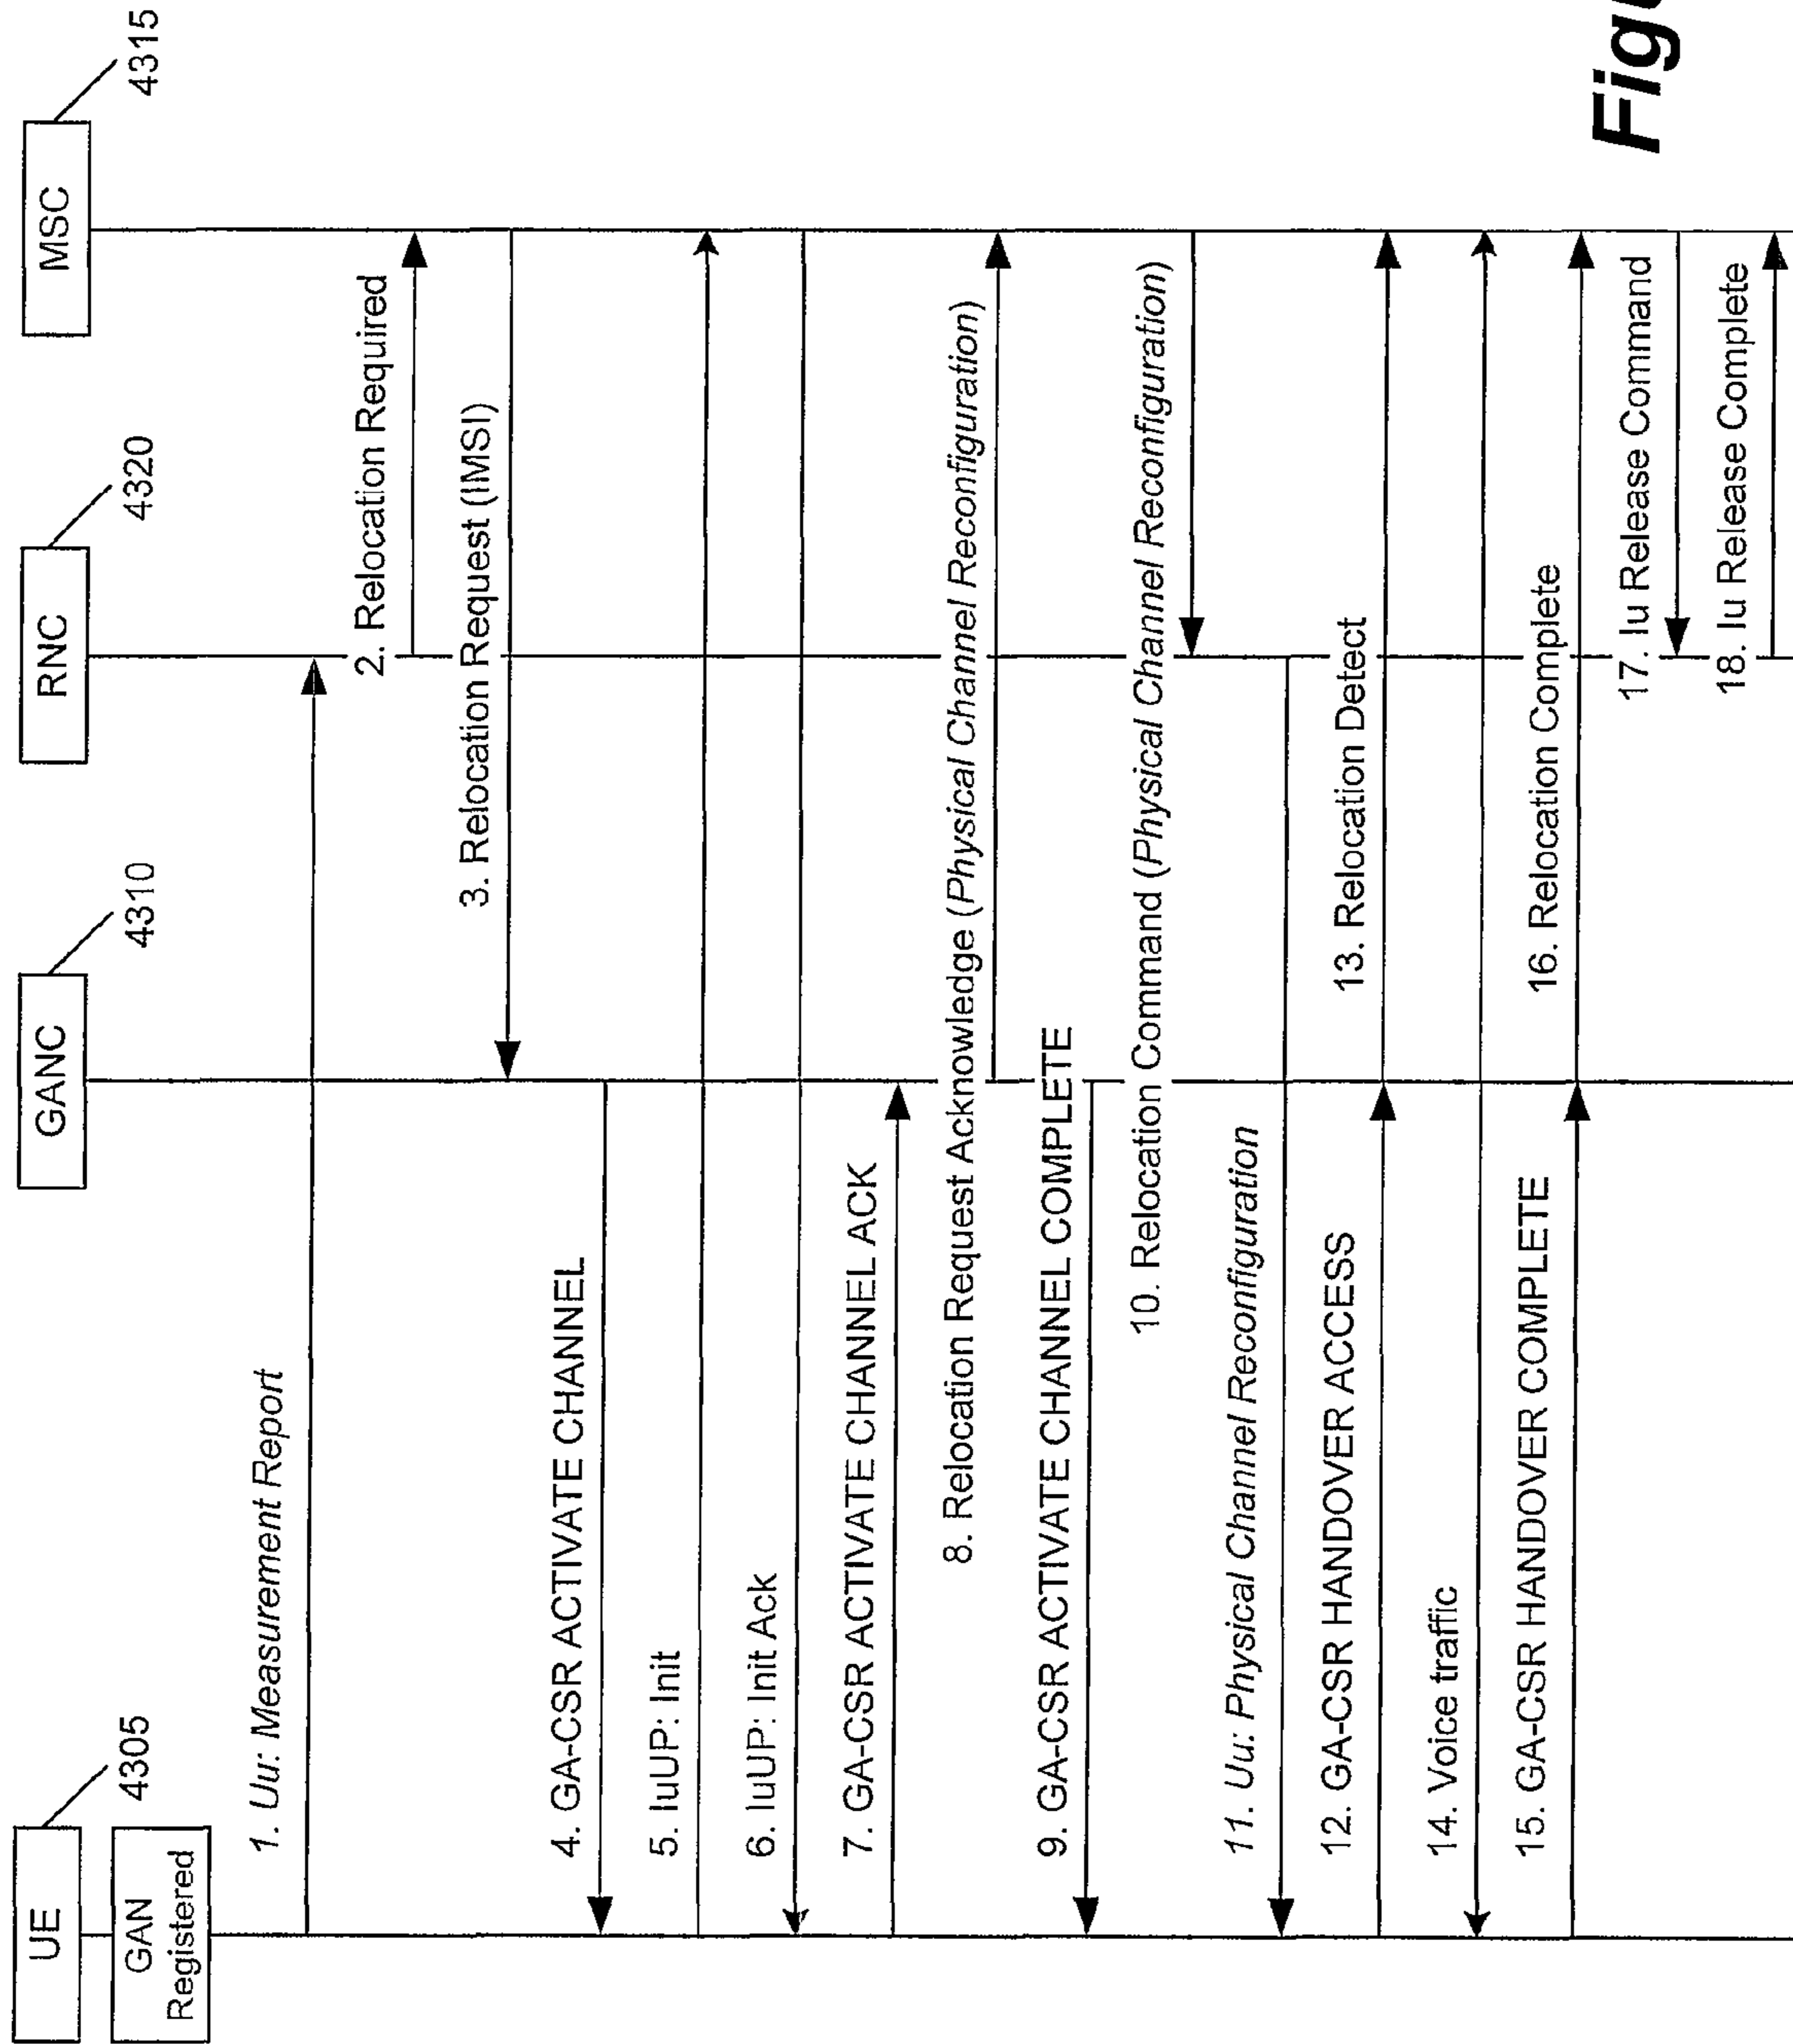 UE
4305
GAN
Registered
GANC
4310
RNC
4320
MSC
4315
1. Uu: Measurement Report
2. Relocation Required
3. Relocation Request (IMSI)
4. GA-CSR ACTIVATE CHANNEL
5. IuUP: Init
6. IuUP: Init Ack
7. GA-CSR ACTIVATE CHANNEL ACK
8. Relocation Request Acknowledge (Physical Channel Reconfiguration)
9. GA-CSR ACTIVATE CHANNEL COMPLETE
10. Relocation Command (Physical Channel Reconfiguration)
11. Uu: Physical Channel Reconfiguration
12. GA-CSR HANDOVER ACCESS
13. Relocation Detect
14. Voice traffic
15. GA-CSR HANDOVER COMPLETE
16. Relocation Complete
17. Iu Release Command
18. Iu Release Complete